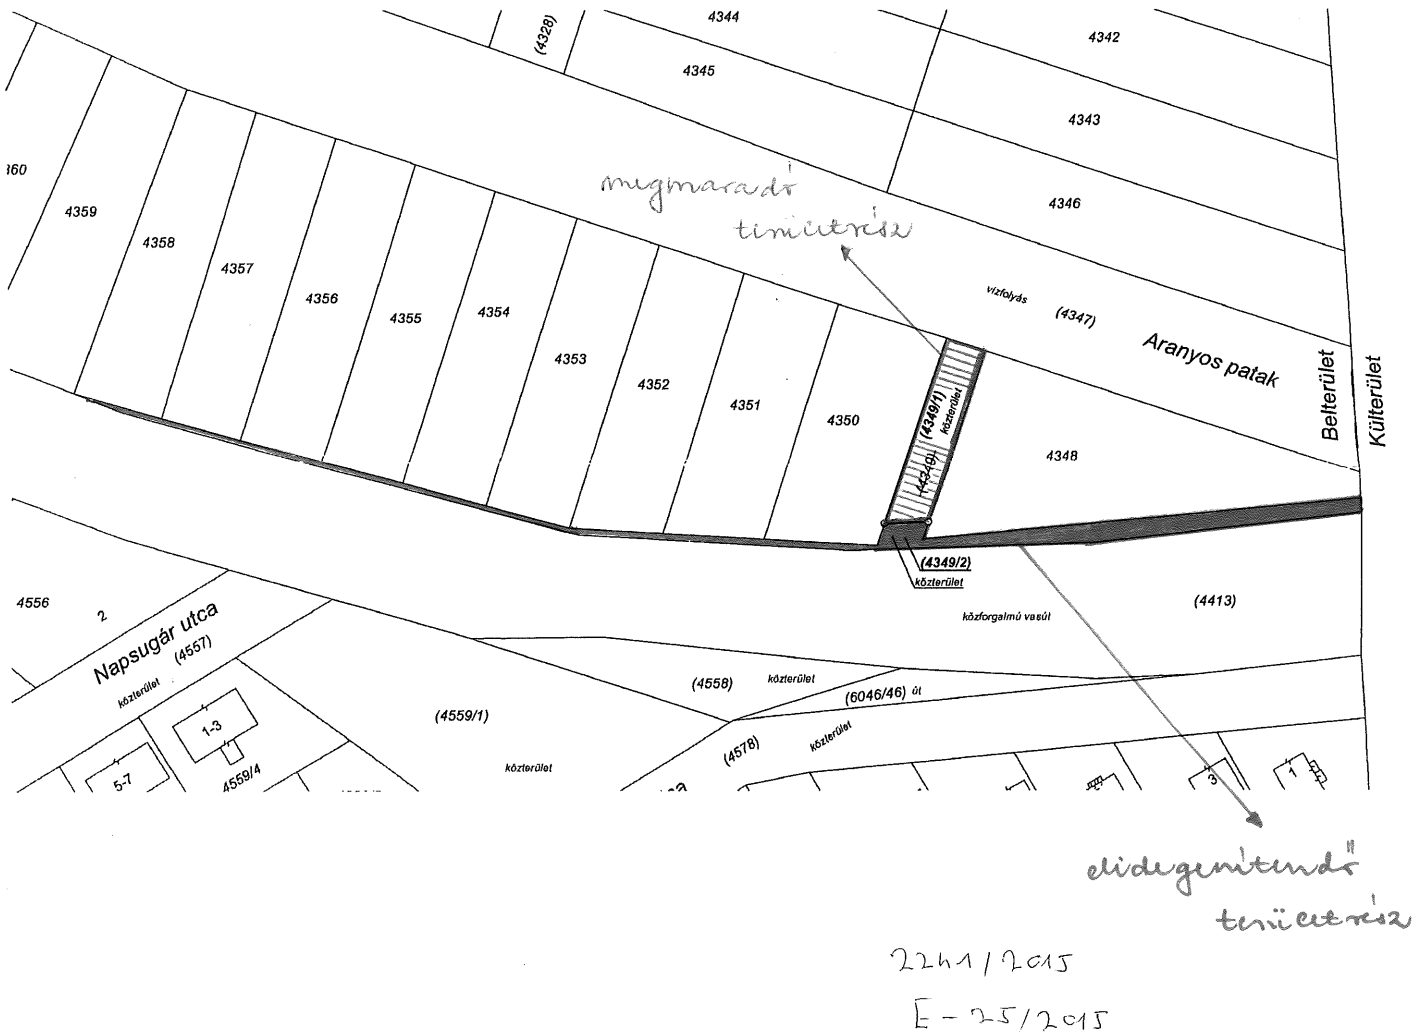 4344
4342
(4328)
4345
4343
4346
360
4359
4358
4357
4356
4355
4354
4353
4352
4351
4350
megmaradó
területrész
vízfolyás
(4347)
Aranyos patak
Belterület
Külterület
(4349/1)
közterület
(4349)
4348
(4349/2)
közterület
közforgalmú vasút
(4413)
4556
2
Napsugár utca
(4557)
közterület
(4558)
közterület
(6046/46) út
(4559/1)
közterület
(4578)
közterület
1-3
5-7
4559/4
3
1
elidegenítendő
területrész
2241/2015
E-25/2015